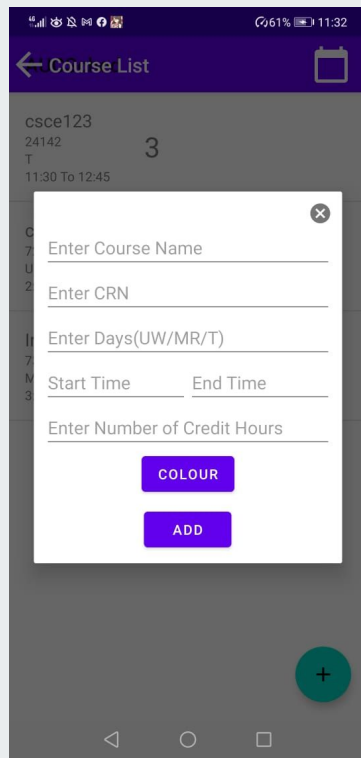 61% 11:32
Course List
csce123
24142
T
3
11:30 To 12:45
Enter Course Name
Enter CRN
Enter Days(UW/MR/T)
Start Time End Time
Enter Number of Credit Hours
COLOUR
ADD
+